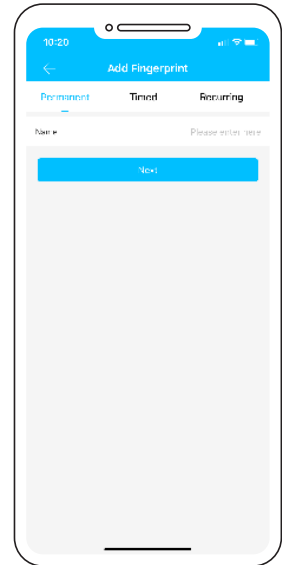 10:20
Add Fingerprint
Permanent Timed Recurring
Name Please enter here
Next